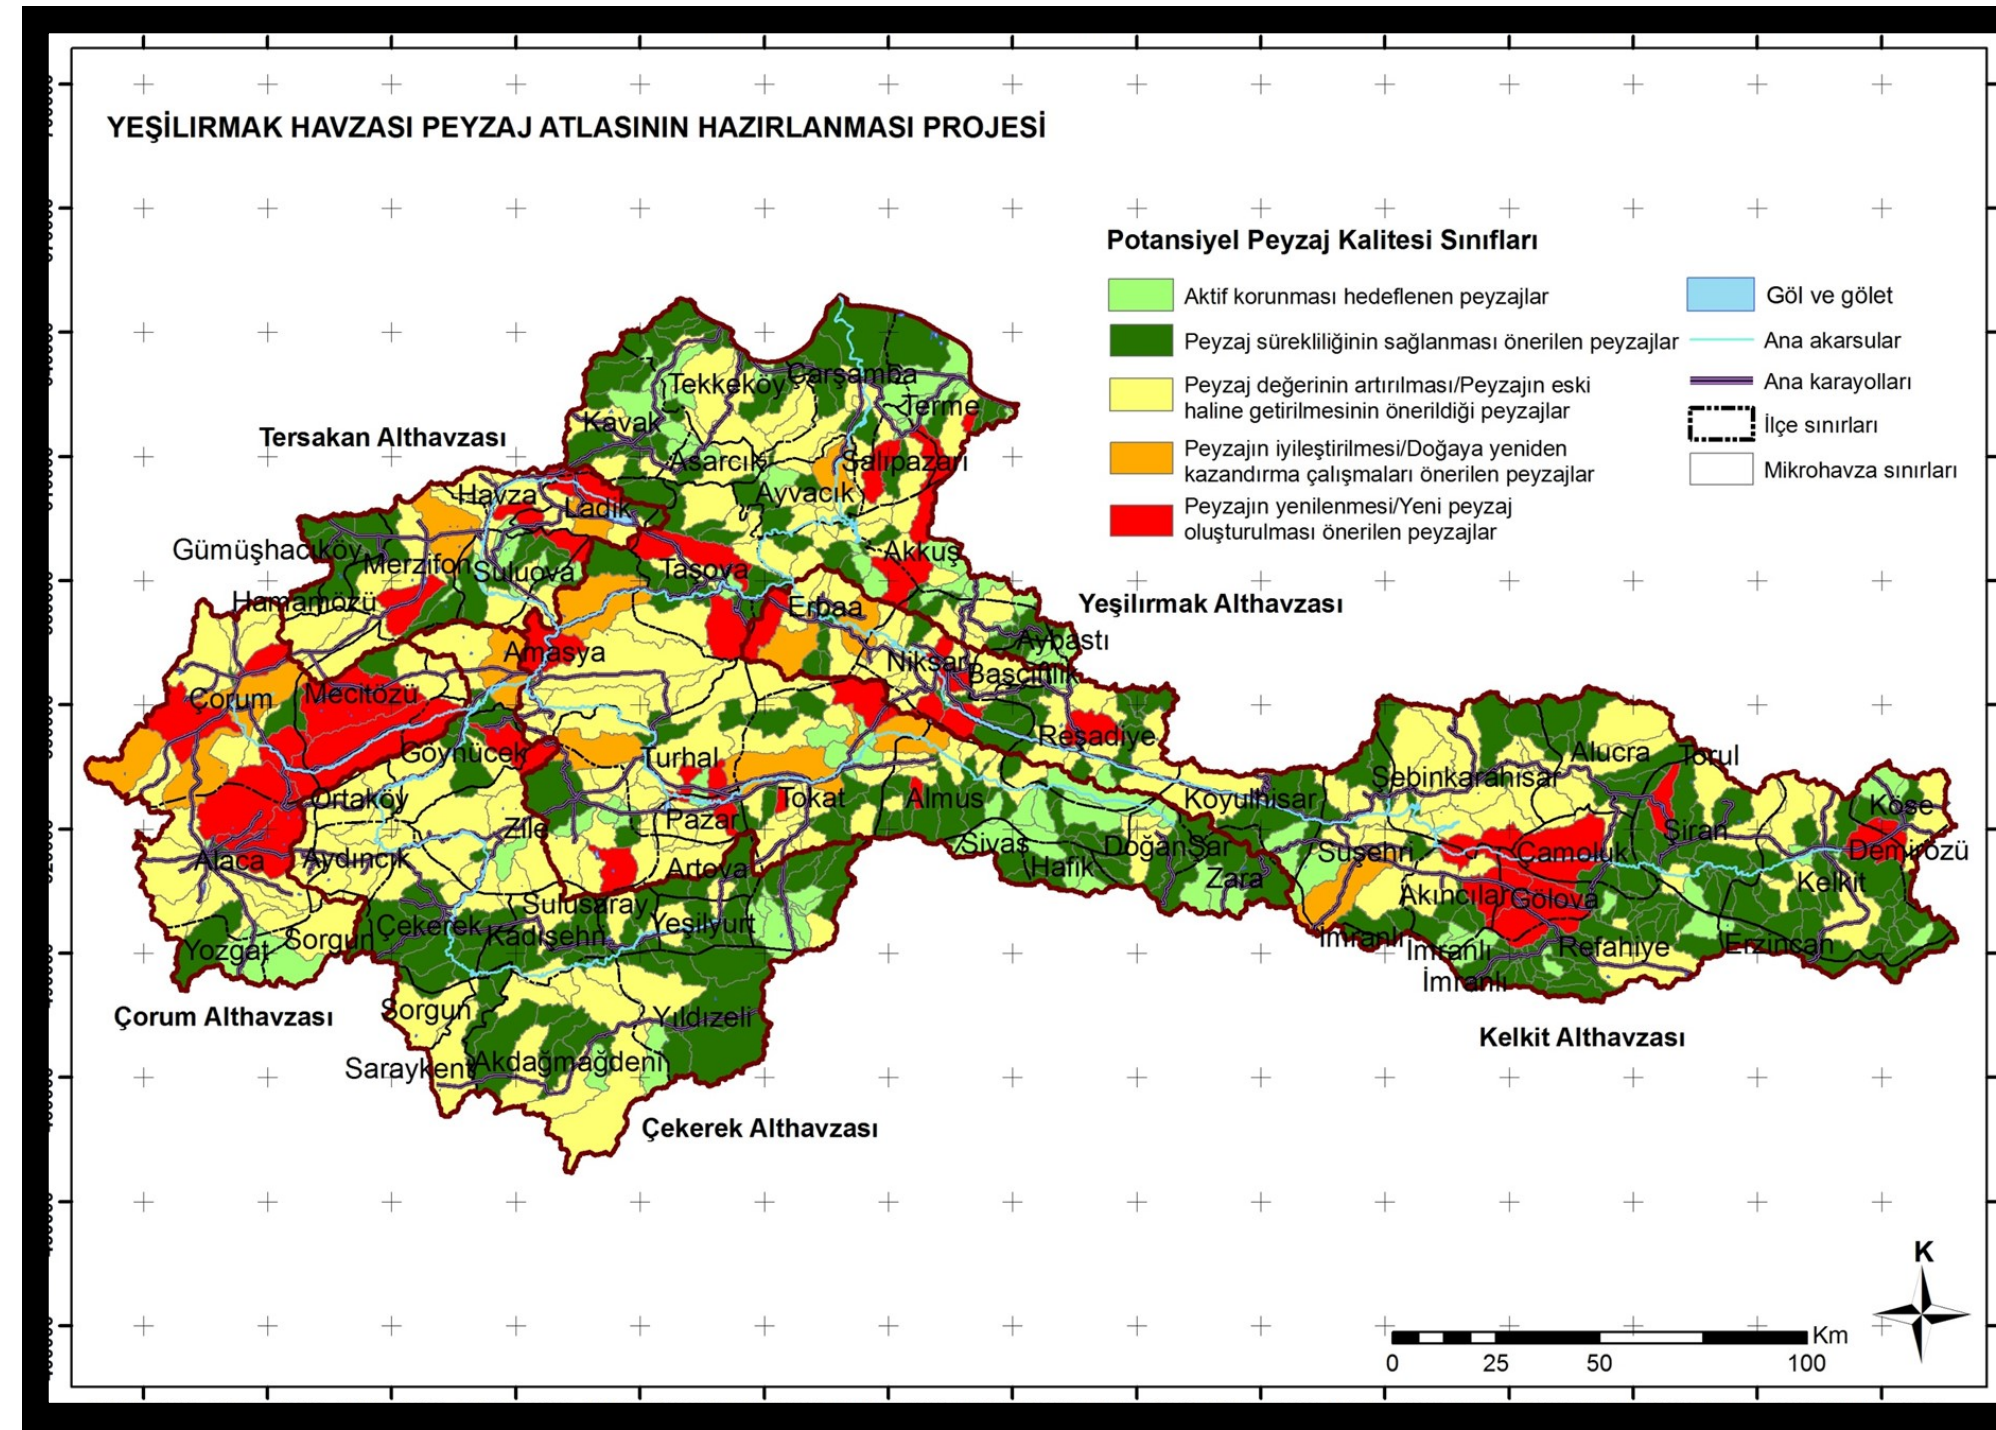 YEŞİLIRMAK HAVZASI PEYZAJ ATLASININ HAZIRLANMASI PROJESİ
Potansiyel Peyzaj Kalitesi Sınıfları
Aktif korunması hedeflenen peyzajlar
Peyzaj sürekliliğinin sağlanması önerilen peyzajlar
Peyzaj değerinin artırılması/Peyzajın eski
haline getirilmesinin önerildiği peyzajlar
Peyzajın iyileştirilmesi/Doğaya yeniden
kazandırma çalışmaları önerilen peyzajlar
Peyzajın yenilenmesi/Yeni peyzaj
oluşturulması önerilen peyzajlar
Göl ve gölet
Ana akarsular
Ana karayolları
İlçe sınırları
Mikrohavza sınırları
Tekkeköy
Çarşamba
Terme
Kavak
Tersakan Althavzası
Asarcık
Salıpazarı
Ayvacık
Havza
Ladik
Gümüşhacıköy
Merzifon
Suluova
Taşova
Akkuş
Hamamözü
Erbaa
Yeşilırmak Althavzası
Aybastı
Amasya
Niksar
Başçiftlik
Çorum
Mecitözü
Göynücek
Turhal
Reşadiye
Alucra
Torul
Şebinkarahisar
Ortaköy
Zile
Pazar
Tokat
Almus
Koyulhisar
Köse
Şiran
Demirözü
Alaca
Aydıncık
Artova
Sivas
Hafik
DoğanŞar
Zara
Suşehri
Çamoluk
Kelkit
Akıncılar
Gölova
Sulusaray
Yeşilyurt
Çekerek
Kadışehri
Yozgat
Sorgun
İmranlı
İmranlı
İmranlı
Refahiye
Erzincan
Çorum Althavzası
Sorgun
Yıldızeli
Saraykent
Akdağmağdeni
Kelkit Althavzası
Çekerek Althavzası
K
Km
0 25 50 100